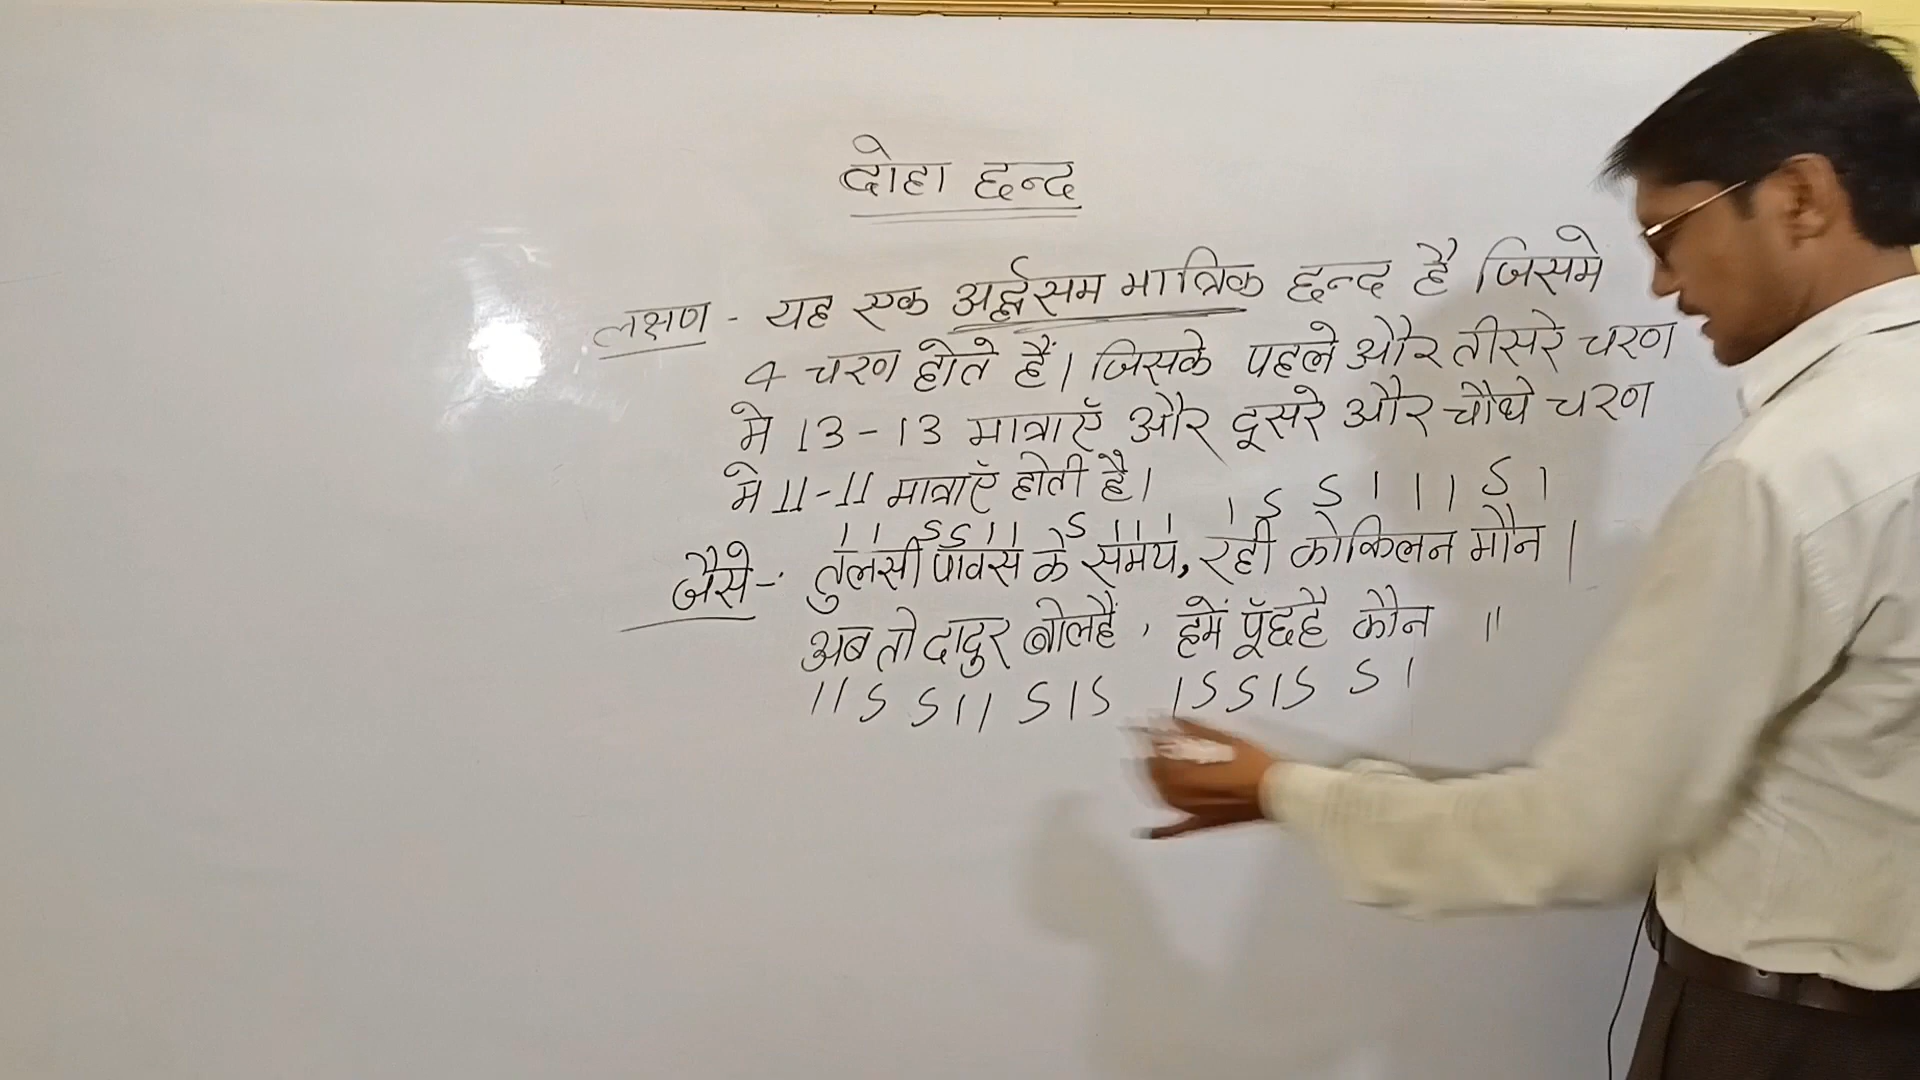 दोहा छन्द
लक्षण - यह एक अर्द्धसम मात्रिक छन्द है जिसमे
4 चरण होते हैं। जिसके पहले और तीसरे चरण
मे 13-13 मात्राएँ और दूसरे और चौथे चरण
मे 11-11 मात्राएँ होती है।
। । S S । । S । । । । S S । । । S ।
जैसे-: तुलसी पावस के समय, रही कोकिलन मौन ।
अब तो दादुर बोलहैं, हमें पूँछहै कौन ॥
। । S S । । S । S । S S । S S ।